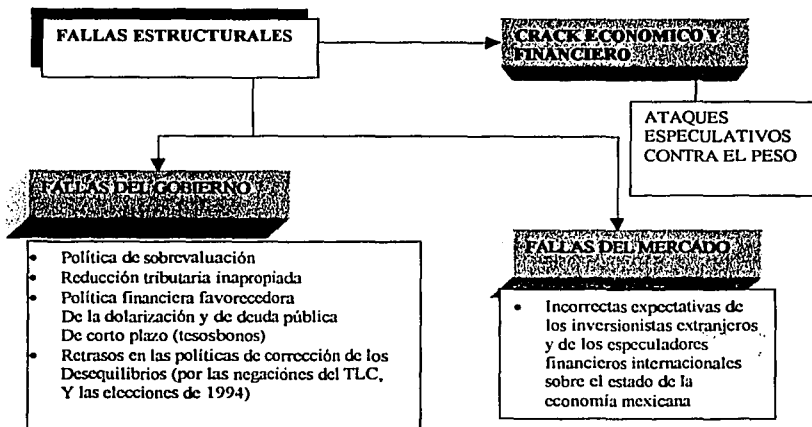 FALLAS ESTRUCTURALES
CRACK ECONOMICO Y
FINANCIERO
ATAQUES
ESPECULATIVOS
CONTRA EL PESO
FALLAS DEL GOBIERNO
• Política de sobrevaluación
• Reducción tributaria inapropiada
• Política financiera favorecedora
De la dolarización y de deuda pública
De corto plazo (tesosbonos)
• Retrasos en las políticas de corrección de los
Desequilibrios (por las negaciónes del TLC,
Y las elecciones de 1994)
FALLAS DEL MERCADO
• Incorrectas expectativas de
los inversionistas extranjeros
y de los especuladores
financieros internacionales
sobre el estado de la
economía mexicana